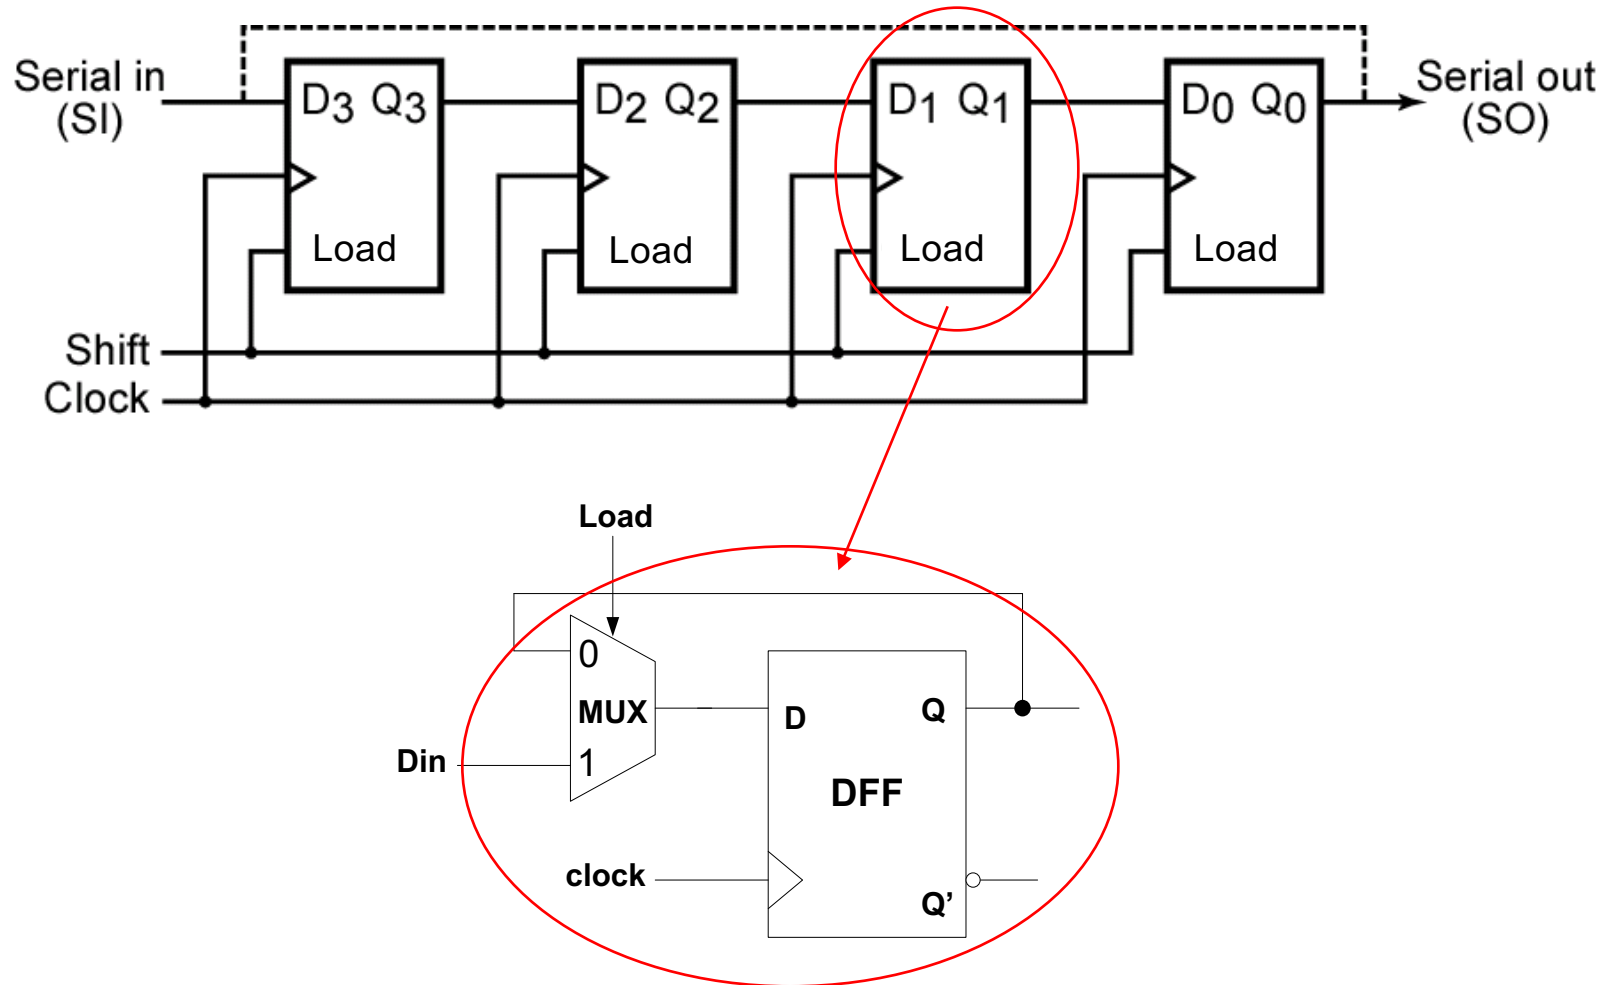 Serial in
(SI)
D3 Q3
D2 Q2
D1 Q1
D0 Q0
Serial out
(SO)
Load
Load
Load
Load
Shift
Clock
Load
0
MUX
1
Din
D
Q
DFF
clock
Q’